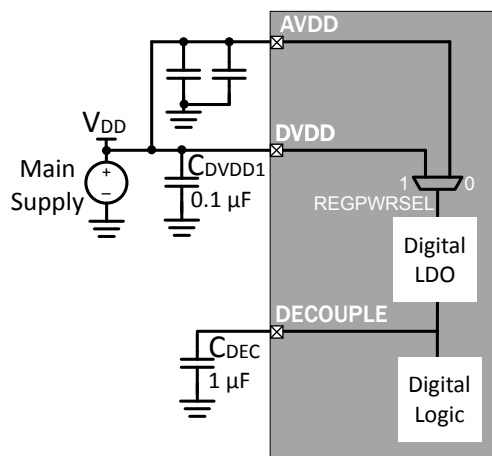 AVDD
VDD
DVDD
Main
Supply
+
–
CDVDD1
0.1 µF
1
0
REGPWRSEL
Digital
LDO
DECOUPLE
CDEC
1 µF
Digital
Logic